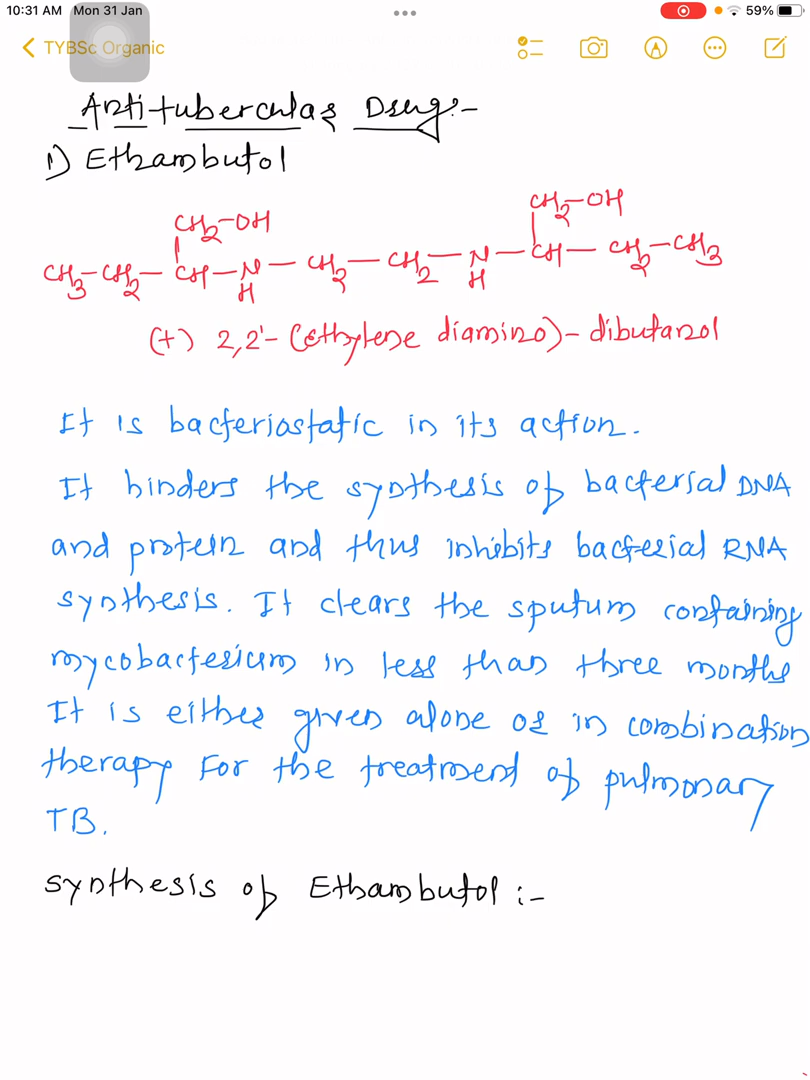 10:31 AM Mon 31 Jan
59%
TYBSc Organic
Antitubercular Drug:-
1) Ethambutol
CH2-OH
CH2-OH
CH3-CH2-CH-N-CH2-CH2-N-CH-CH2-CH3
H
H
(+) 2,2'-(ethylene diamino)-dibutanol
It is bacteriostatic in its action.
It hinders the synthesis of bacterial DNA
and protein and thus inhibits bacterial RNA
synthesis. It clears the sputum containing
mycobacterium in less than three months
It is either given alone or in combination
therapy for the treatment of pulmonary
TB.
Synthesis of Ethambutol :-